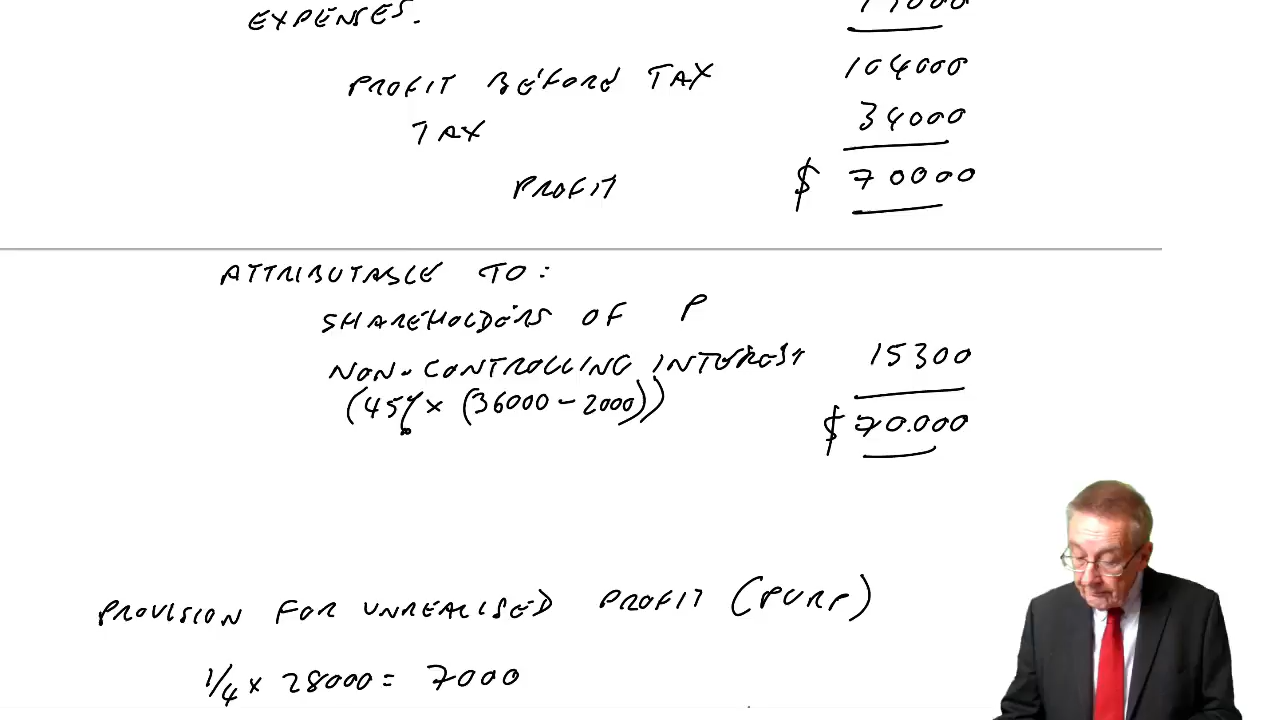 EXPENSES.
104000
PROFIT BEFORE TAX
TAX 34000
PROFIT $ 70000
ATTRIBUTABLE TO:
SHAREHOLDERS OF P
NON-CONTROLLING INTEREST 15300
(45% × (36000 - 2000))
$ 70.000
PROVISION FOR UNREALISED PROFIT (PURP)
1/4 × 28000 = 7000